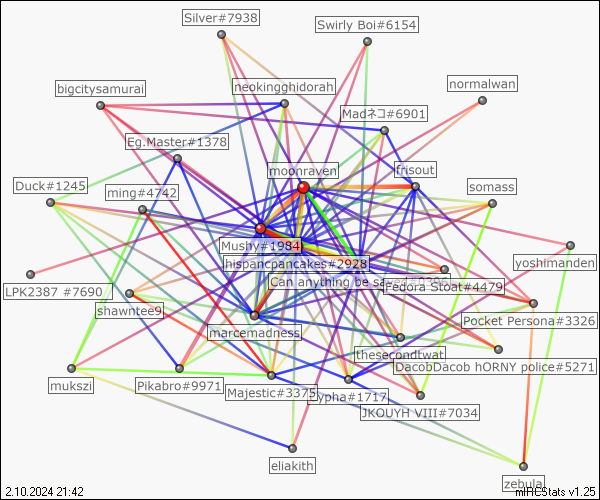 Silver#7938
Swirly Boi#6154
bigcitysamurai
neokingghidorah
normalwan
Madネコ#6901
Eg.Master#1378
moonraven
frisout
Duck#1245
ming#4742
somass
Mushy#1984
hispancpancakes#2928
yoshimanden
Can anything be sa
Fedora Stoat#4479
LPK2387 #7690
shawntee9
Pocket Persona#3326
marcemadness
thesecondtwat
DacobDacob hORNY police#5271
mukszi
Pikabro#9971
Majestic#3375
ypha#1717
JKOUYH VIII#7034
eliakith
zebula
2.10.2024 21:42
mIRCStats v1.25